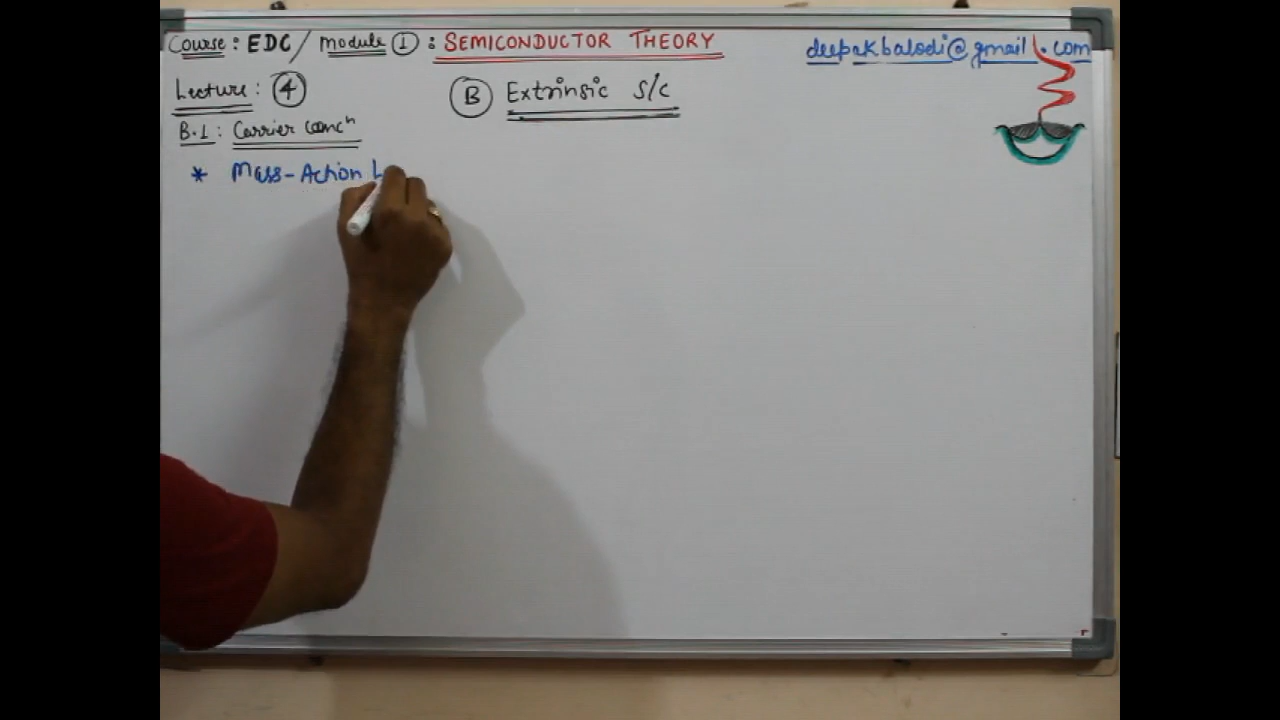 Course: EDC / Module ①: SEMICONDUCTOR THEORY
deepakbalodi@gmail.com
Lecture: ④
Ⓑ Extrinsic S/C
B.1: Carrier concⁿ
* Mass-Action L